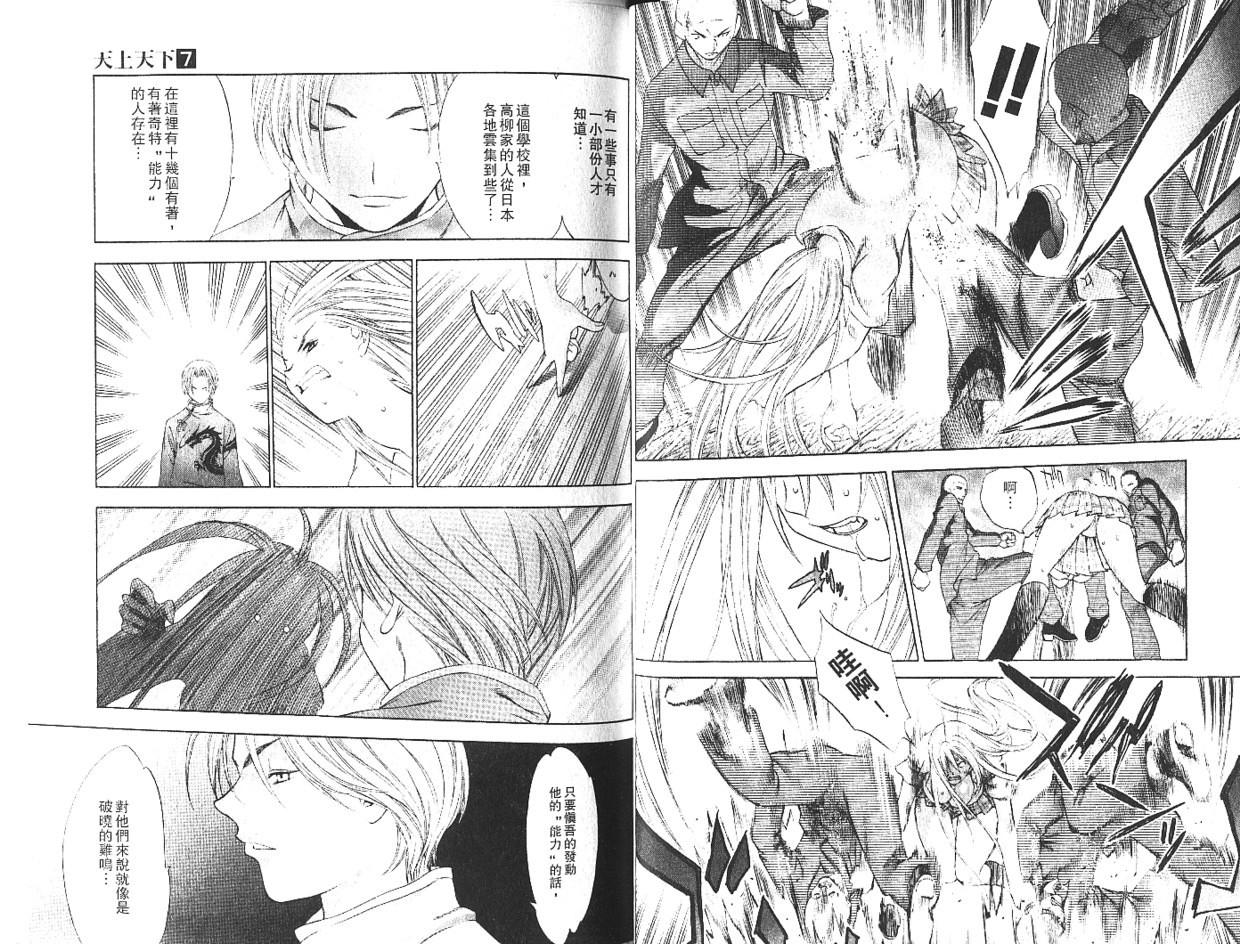 !!
啊…
哇
啊！
天上天下7
有一些事只有
一小部份人才
知道…
這個學校裡，
高柳家的人從日本
各地雲集到些了…
在這裡有十幾個有著，
有著奇特"能力"
的人存在…
只要愼吾的發動
他的"能力"的話，
對他們來說就像是
破曉的雞鳴…